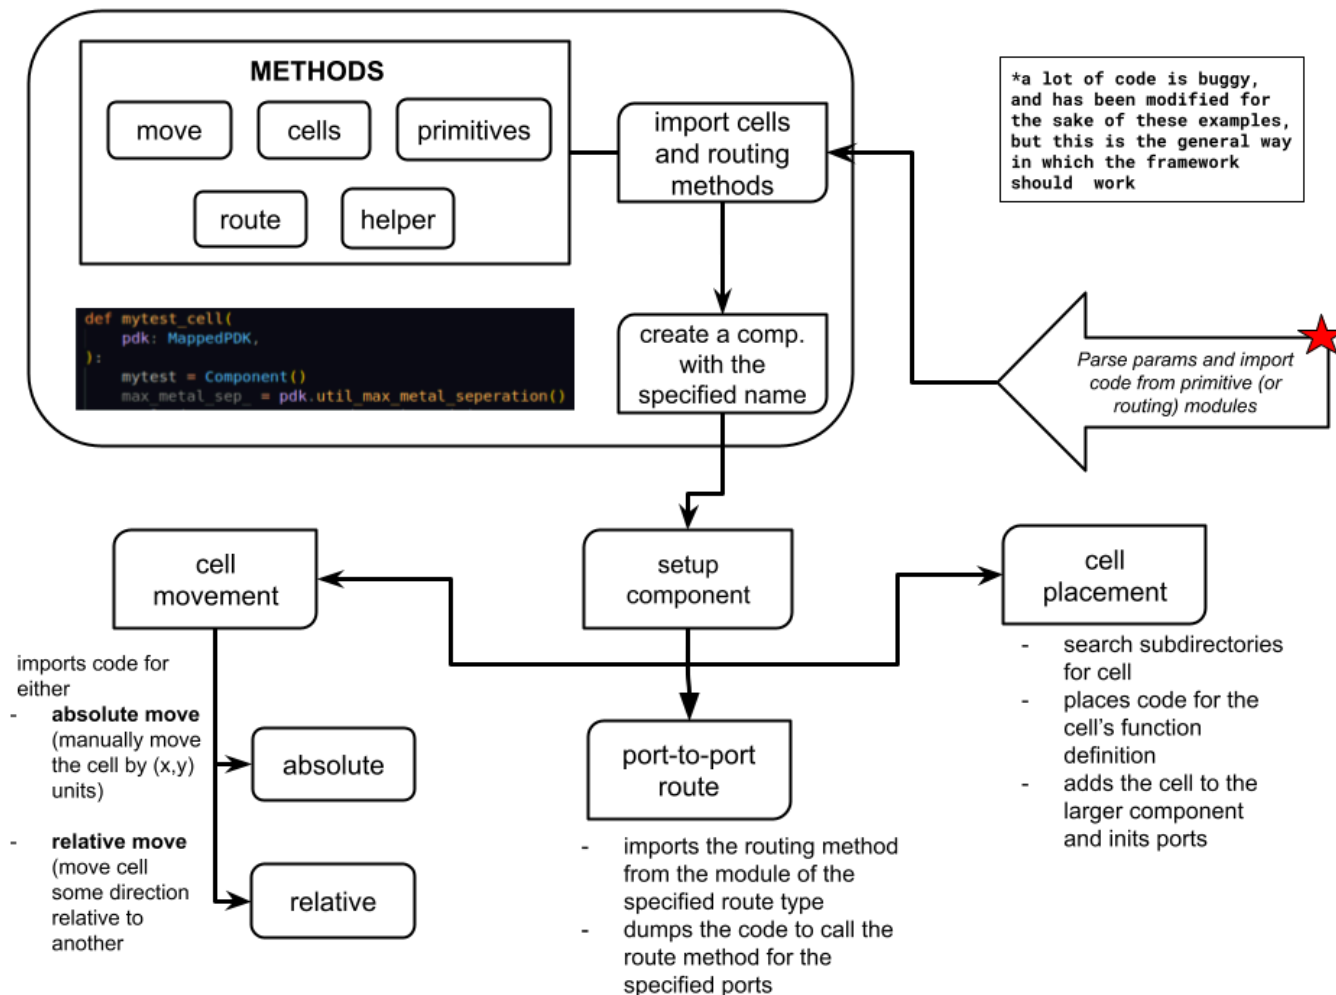 METHODS
move
cells
primitives
route
helper
import cells
and routing
methods
*a lot of code is buggy,
and has been modified for
the sake of these examples,
but this is the general way
in which the framework
should work
def mytest_cell(
pdk: MappedPDK,
):
mytest = Component()
max_metal_sep_ = pdk.util_max_metal_seperation()
create a comp.
with the
specified name
Parse params and import
code from primitive (or
routing) modules
cell
movement
setup
component
cell
placement
imports code for
either
- absolute move
(manually move
the cell by (x,y)
units)
- relative move
(move cell
some direction
relative to
another
absolute
relative
port-to-port
route
- imports the routing method
from the module of the
specified route type
- dumps the code to call the
route method for the
specified ports
- search subdirectories
for cell
- places code for the
cell's function
definition
- adds the cell to the
larger component
and inits ports